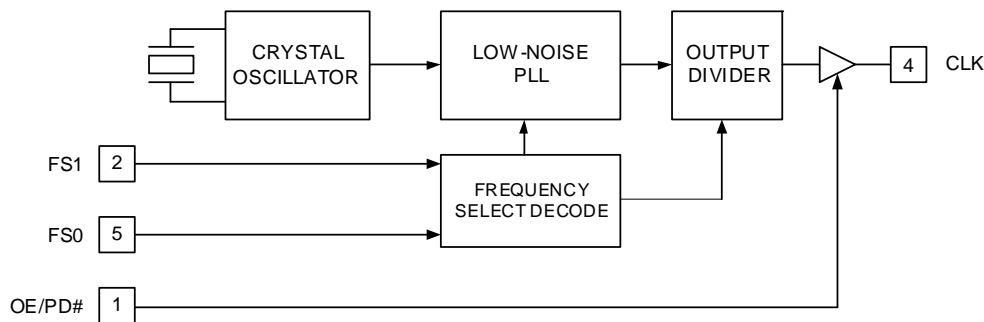 CRYSTAL
OSCILLATOR
LOW-NOISE
PLL
OUTPUT
DIVIDER
4 CLK
FS1 2
FREQUENCY
SELECT DECODE
FS0 5
OE/PD# 1